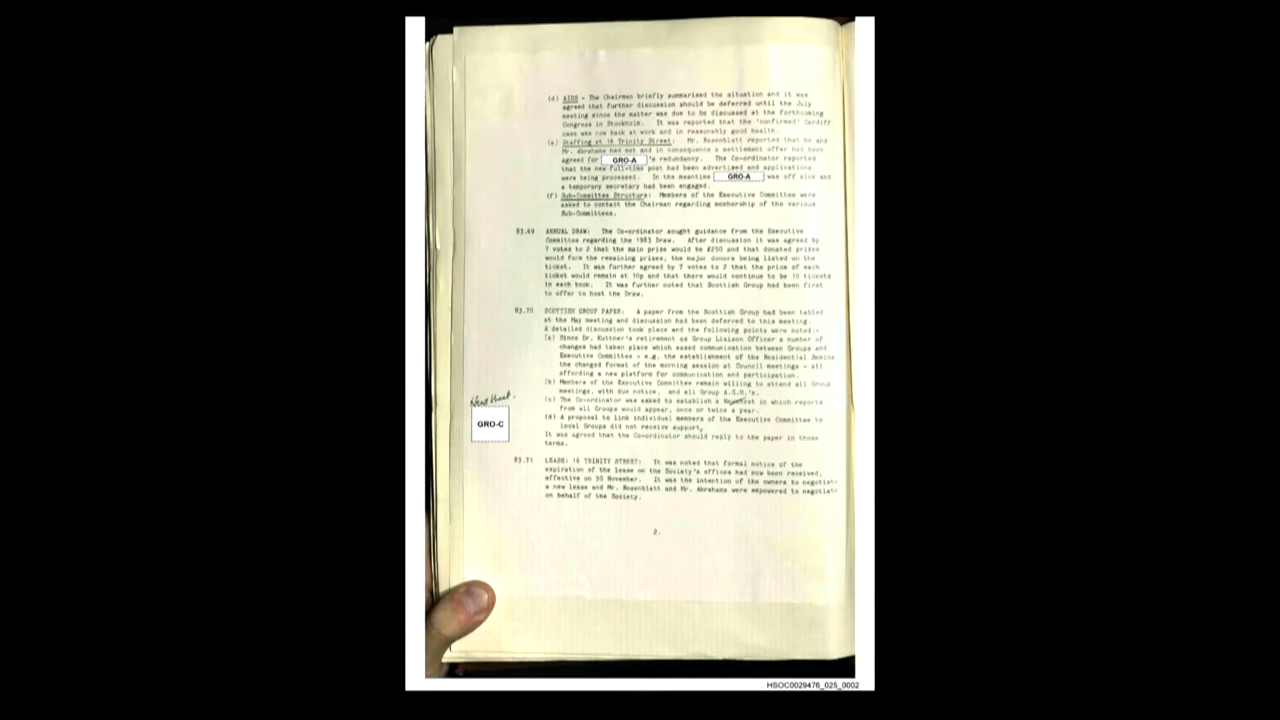 (d) AIDS - The Chairman briefly summarised the situation and it was
agreed that further discussion should be deferred until the July
meeting since the matter was due to be discussed at the forthcoming
Congress in Stockholm. It was reported that the 'confirmed' Cardiff
case was now back at work and in reasonably good health.
(e) Staffing at 16 Trinity Street: Mr. Rosenblatt reported that he and
Mr. Abrahams had met and in consequence a settlement offer had been
agreed for GRO-A 's redundancy. The Co-ordinator reported
that the new full-time post had been advertised and applications
were being processed. In the meantime GRO-A was off sick and
a temporary secretary had been engaged.
(f) Sub-Committee Structure: Members of the Executive Committee were
asked to contact the Chairman regarding membership of the various
Sub-Committees.
83.69 ANNUAL DRAW: The Co-ordinator sought guidance from the Executive
Committee regarding the 1983 Draw. After discussion it was agreed by
7 votes to 2 that the main prize would be £250 and that donated prizes
would form the remaining prizes, the major donors being listed on the
ticket. It was further agreed by 7 votes to 2 that the price of each
ticket would remain at 10p and that there would continue to be 10 tickets
in each book. It was further noted that Scottish Group had been first
to offer to host the Draw.
83.70 SCOTTISH GROUP PAPER: A paper from the Scottish Group had been tabled
at the May meeting and discussion had been deferred to this meeting.
A detailed discussion took place and the following points were noted:-
(a) Since Dr. Kuttner's retirement as Group Liaison Officer a number of
changes had taken place which eased communication between Groups and
Executive Committee - e.g. the establishment of the Residential Semina
the changed format of the morning session at Council meetings - all
affording a new platform for communication and participation.
(b) Members of the Executive Committee remain willing to attend all Group
meetings, with due notice, and all Group A.G.M.'s.
(c) The Co-ordinator was asked to establish a in which reports
from all Groups would appear, once or twice a year.
(d) A proposal to link individual members of the Executive Committee to
local Groups did not receive support,
It was agreed that the Co-ordinator should reply to the paper in those
terms.
GRO-C
83.71 LEASE: 16 TRINITY STREET: It was noted that formal notice of the
expiration of the lease on the Society's offices had now been received,
effective on 30 November. It was the intention of the owners to negotiate
a new lease and Mr. Rosenblatt and Mr. Abrahams were empowered to negotiate
on behalf of the Society.
2.
HSOC0029476_025_0002